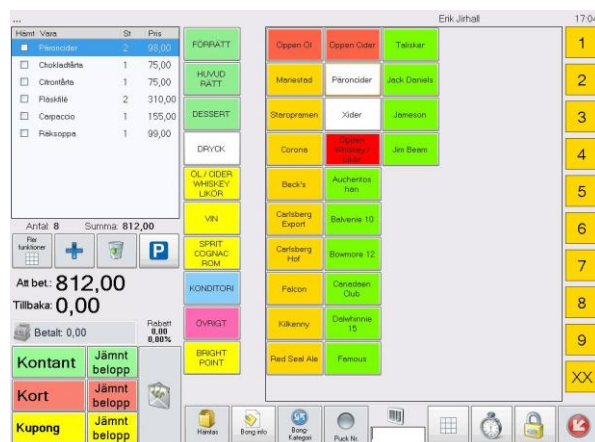 ...
Erik Jirhall
17:04
Hämt Vara St Pris
Päroncider 2 98,00
Chokladtårta 1 75,00
Citrontårta 1 75,00
Fläskfilé 2 310,00
Carpaccio 1 155,00
Räksoppa 1 99,00
Antal: 8 Summa: 812,00
Fler
funktioner
P
Att bet.: 812,00
Tillbaka: 0,00
Betalt: 0,00
Rabatt
0,00
0,00%
Kontant
Jämnt
belopp
Kort
Jämnt
belopp
Kupong
Jämnt
belopp
FÖRRÄTT
HUVUD
RÄTT
DESSERT
DRYCK
ÖL / CIDER
WHISKEY
LIKÖR
VIN
SPRIT
COGNAC
ROM
KONDITORI
ÖVRIGT
BRIGHT
POINT
Öppen Öl
Öppen Cider
Talisker
Mariestad
Päroncider
Jack Daniels
Staropramen
Xider
Jameson
Corona
Öppen
Whiskey /
Likör
Jim Beam
Beck's
Auchentos
han
Carlsberg
Export
Balvenie 10
Carlsberg
Hof
Bowmore 12
Falcon
Canadean
Club
Kilkenny
Dalwhinnie
15
Red Seal Ale
Famous
1
2
3
4
5
6
7
8
9
XX
Hämtas
Bong info
Bong-
Kategori
Puck Nr.